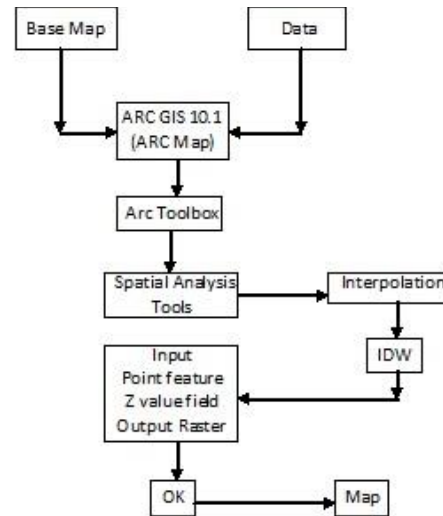 Base Map
Data
ARC GIS 10.1
(ARC Map)
Arc Toolbox
Spatial Analysis
Tools
Interpolation
IDW
Input
Point feature
Z value field
Output Raster
OK
Map